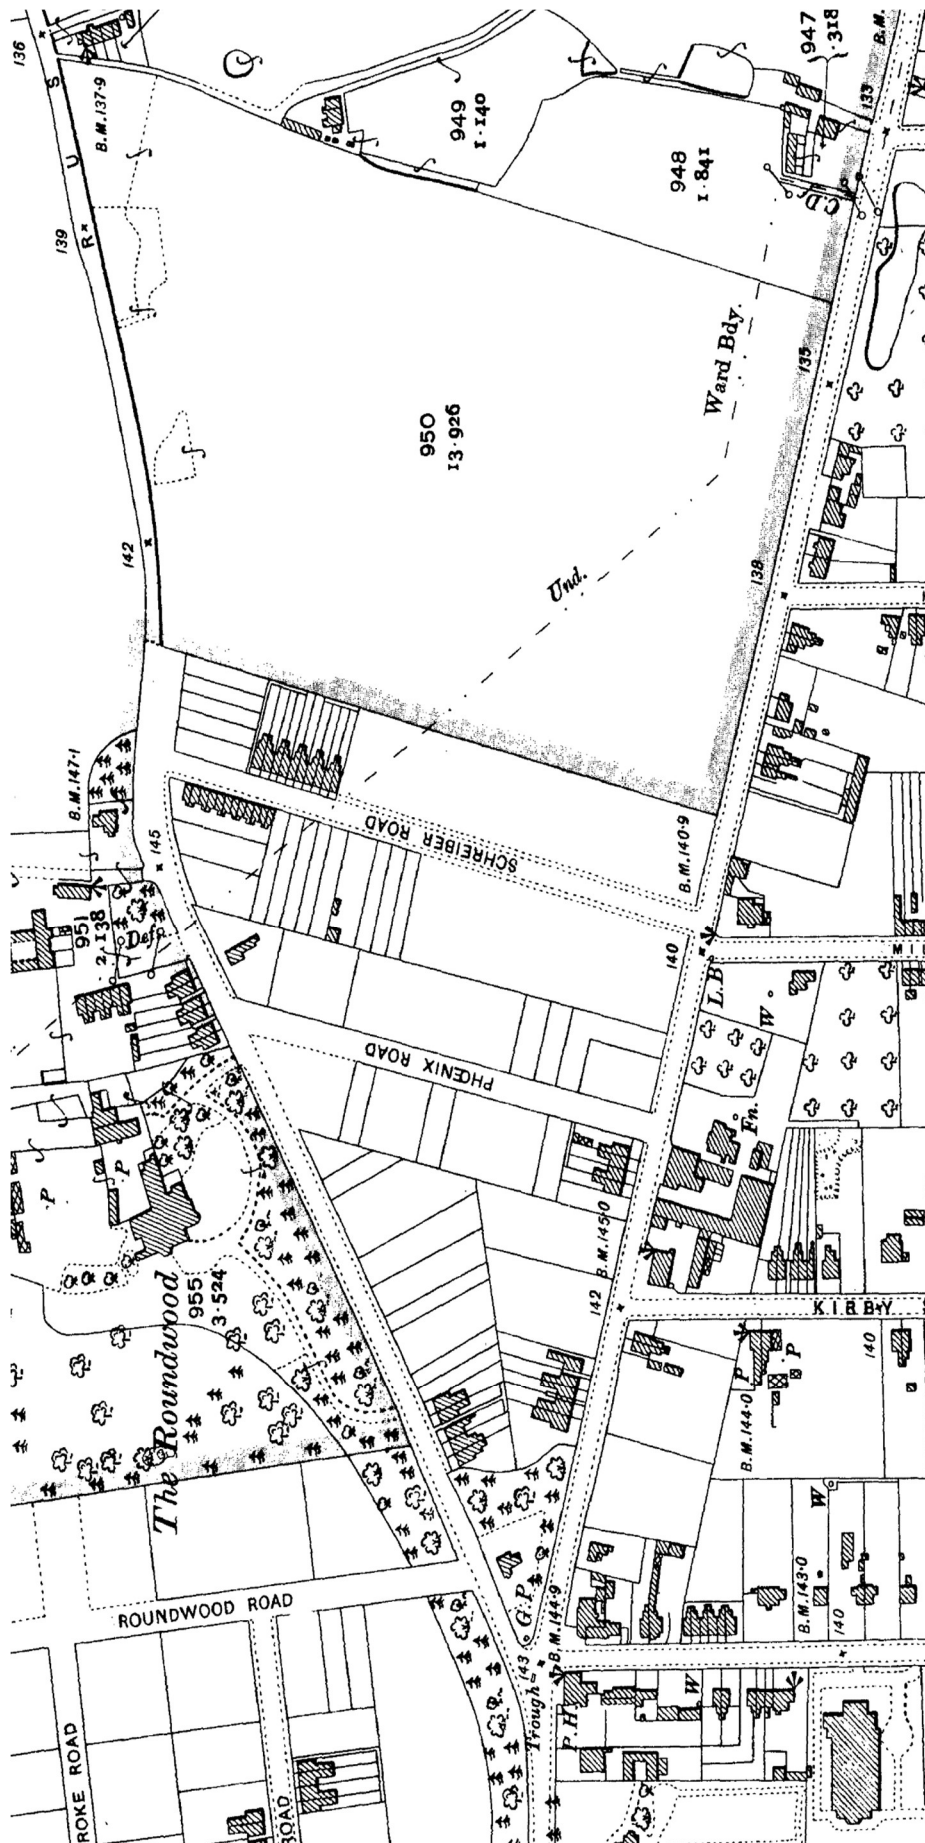 136
S
U
R
B.M.137·9
139
142
949
1·140
948
1·841
947
·318
B.M.
133
C.D.
135
Ward Bdy.
950
13·926
Und.
138
B.M.147·1
145
951
2·138
Def.
SCHREIBER ROAD
B.M.140·9
140
L.B
MIL
W
PHŒNIX ROAD
Fn.
B.M.145·0
142
KIRBY
P
P
The Roundwood
955
3·524
P
P
140
B.M.144·0
W
ROUNDWOOD ROAD
G.P
B.M.144·9
143
Trough
P.H
W
B.M.143·0
140
ROKE ROAD
ROAD